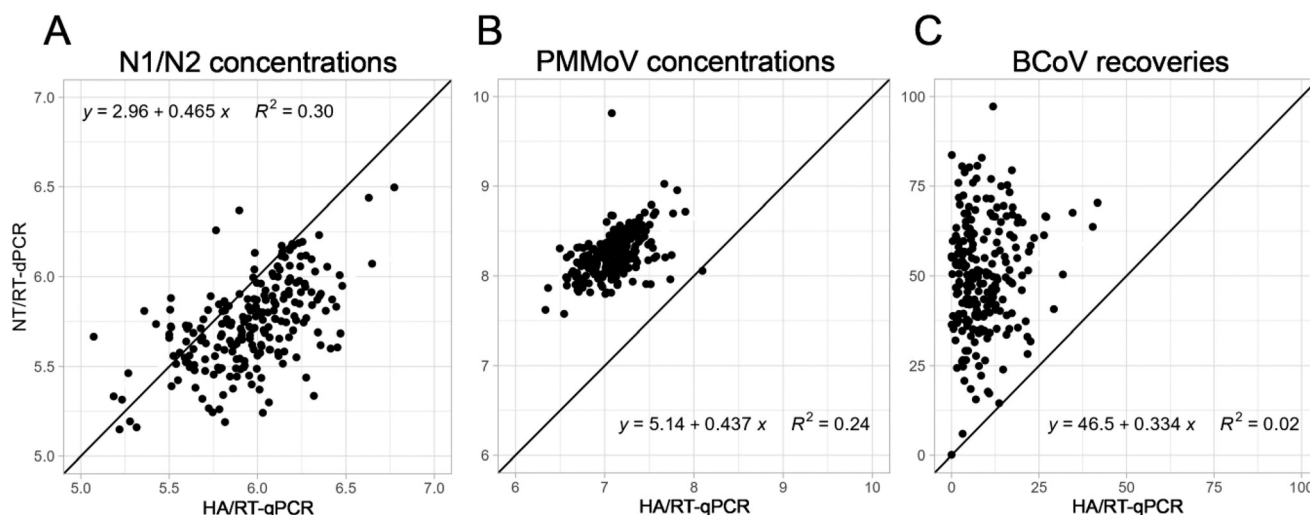 A
N1/N2 concentrations
y = 2.96 + 0.465 x R² = 0.30
NT/RT-dPCR
7.0
6.5
6.0
5.5
5.0
5.0 5.5 6.0 6.5 7.0
HA/RT-qPCR
B
PMMoV concentrations
10
9
8
7
6
y = 5.14 + 0.437 x R² = 0.24
6 7 8 9 10
HA/RT-qPCR
C
BCoV recoveries
100
75
50
25
0
y = 46.5 + 0.334 x R² = 0.02
0 25 50 75 100
HA/RT-qPCR